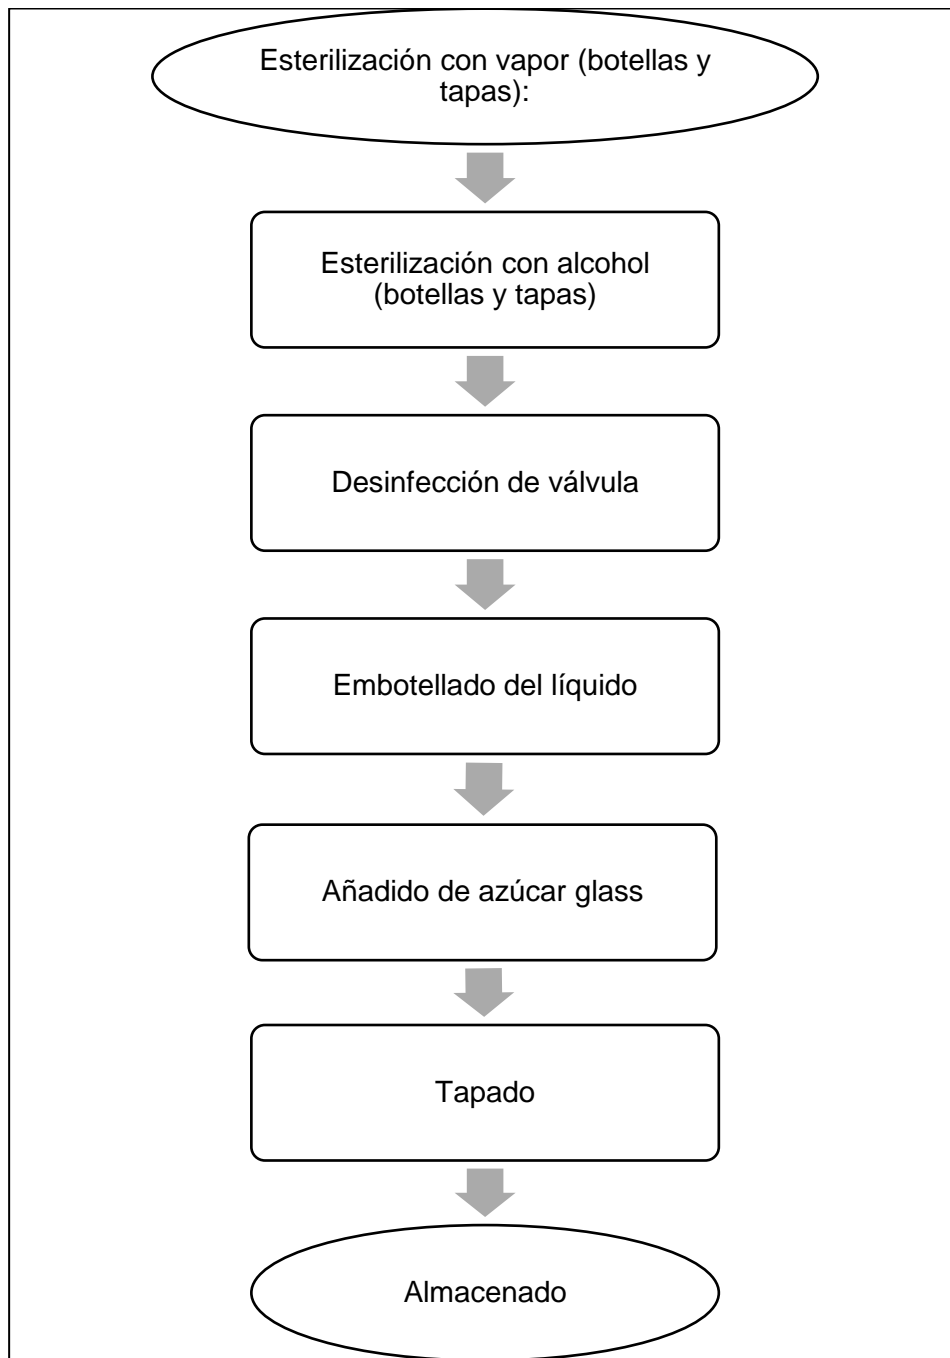 Esterilización con vapor (botellas y
tapas):
Esterilización con alcohol
(botellas y tapas)
Desinfección de válvula
Embotellado del líquido
Añadido de azúcar glass
Tapado
Almacenado